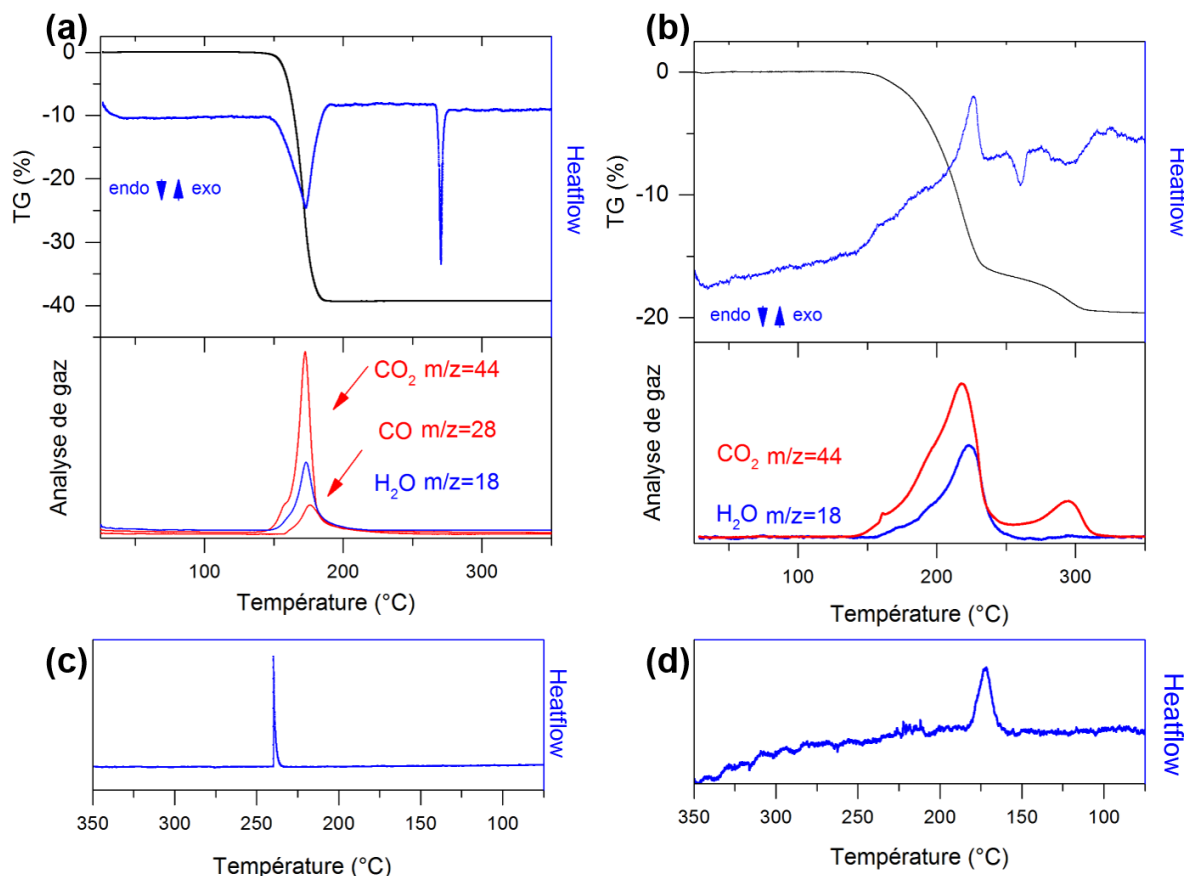 (a)
0
-10
-20
-30
-40
TG (%)
endo exo
Heatflow
Analyse de gaz
CO₂ m/z=44
CO m/z=28
H₂O m/z=18
100 200 300
Température (°C)
(b)
0
-10
-20
TG (%)
endo exo
Heatflow
Analyse de gaz
CO₂ m/z=44
H₂O m/z=18
100 200 300
Température (°C)
(c)
Heatflow
350 300 250 200 150 100
Température (°C)
(d)
Heatflow
350 300 250 200 150 100
Température (°C)